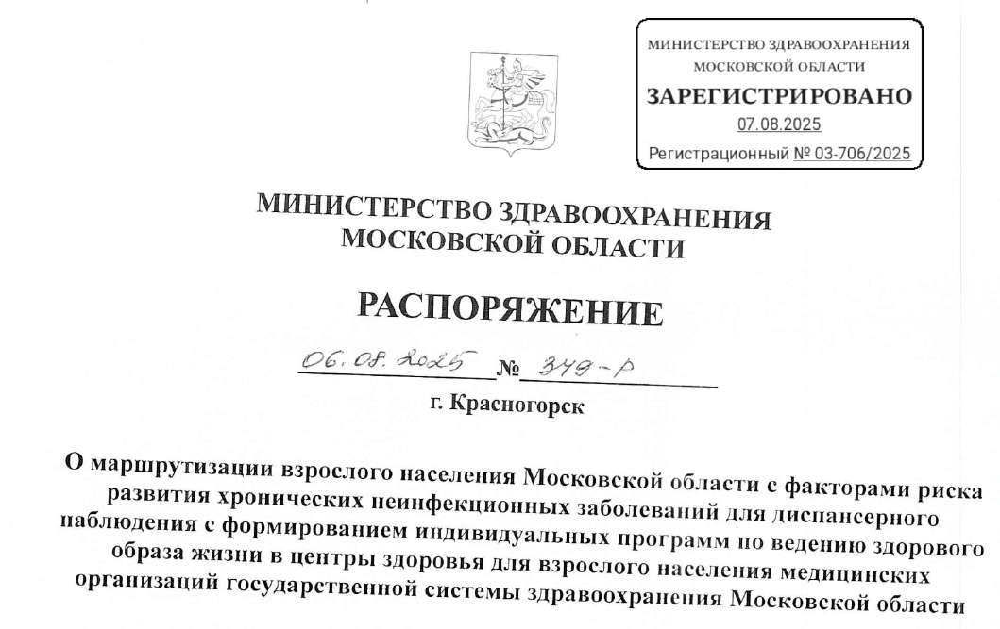 МИНИСТЕРСТВО ЗДРАВООХРАНЕНИЯ
МОСКОВСКОЙ ОБЛАСТИ
ЗАРЕГИСТРИРОВАНО
07.08.2025
Регистрационный № 03-706/2025
МИНИСТЕРСТВО ЗДРАВООХРАНЕНИЯ
МОСКОВСКОЙ ОБЛАСТИ
РАСПОРЯЖЕНИЕ
06.08.2025 № 349-р
г. Красногорск
О маршрутизации взрослого населения Московской области с факторами риска
развития хронических неинфекционных заболеваний для диспансерного
наблюдения с формированием индивидуальных программ по ведению здорового
образа жизни в центры здоровья для взрослого населения медицинских
организаций государственной системы здравоохранения Московской области